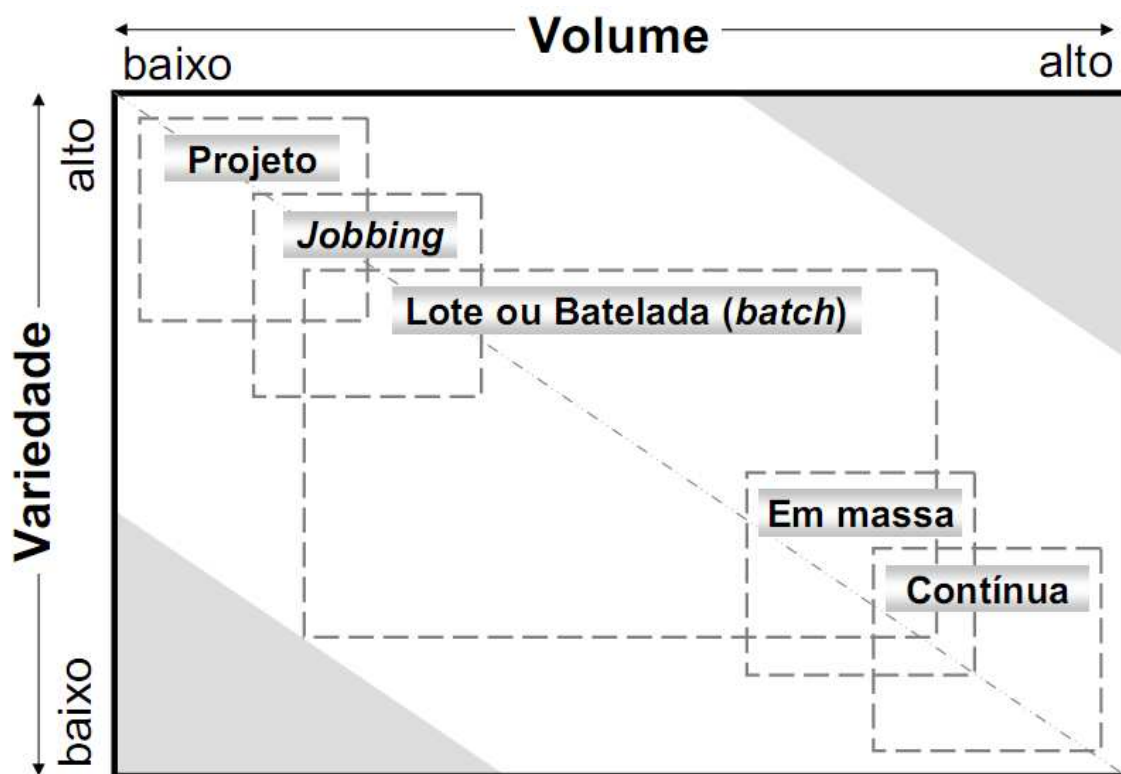 Volume
baixo
alto
Variedade
alto
baixo
Projeto
Jobbing
Lote ou Batelada (batch)
Em massa
Contínua